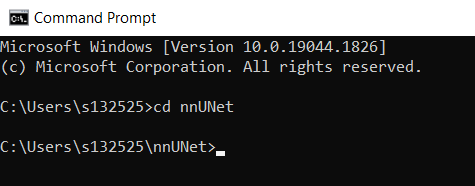 Command Prompt
Microsoft Windows [Version 10.0.19044.1826]
(c) Microsoft Corporation. All rights reserved.
C:\Users\s132525>cd nnUNet
C:\Users\s132525\nnUNet>